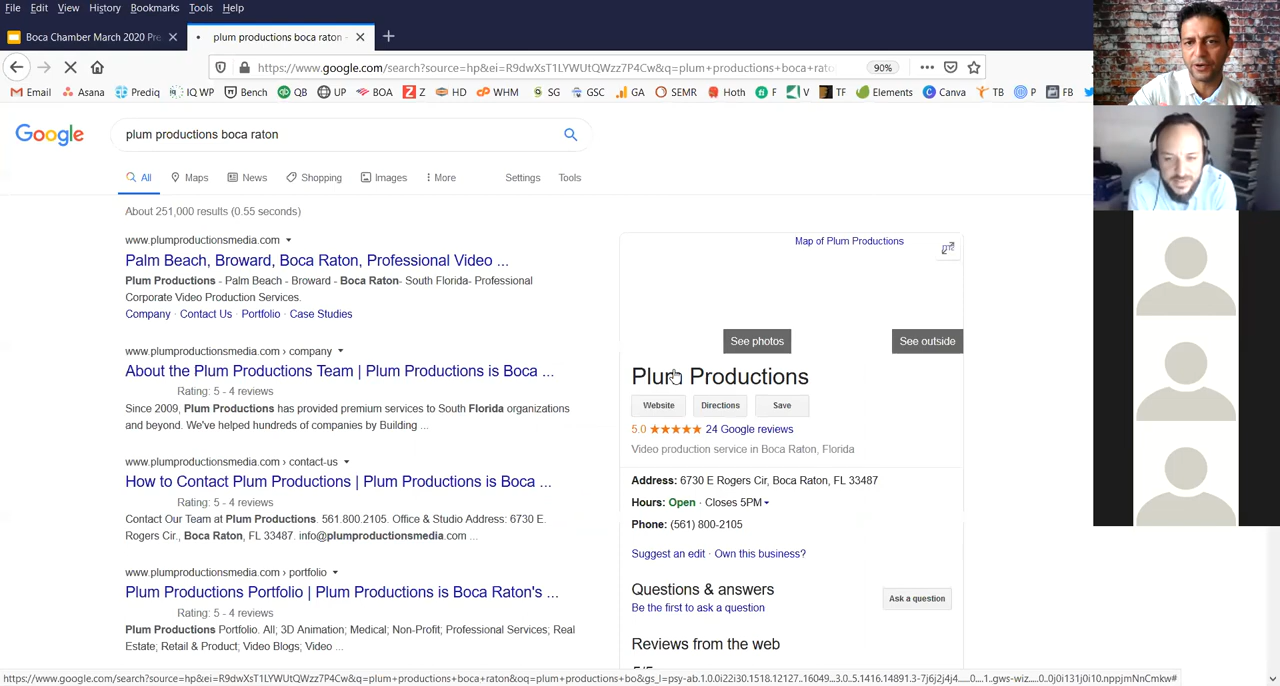 File Edit View History Bookmarks Tools Help
Boca Chamber March 2020 Pre
plum productions boca raton
https://www.google.com/search?source=hp&ei=R9dwXsT1LYWUtQWzz7P4Cw&q=plum+productions+boca+rato
90%
Email Asana Prediq IQ WP Bench QB UP BOA Z HD WHM SG GSC GA SEMR Hoth F V TF Elements Canva TB P FB
Google
plum productions boca raton
All Maps News Shopping Images More Settings Tools
About 251,000 results (0.55 seconds)
www.plumproductionsmedia.com
Palm Beach, Broward, Boca Raton, Professional Video ...
Plum Productions - Palm Beach - Broward - Boca Raton- South Florida- Professional
Corporate Video Production Services.
Company · Contact Us · Portfolio · Case Studies
www.plumproductionsmedia.com › company
About the Plum Productions Team | Plum Productions is Boca ...
Rating: 5 - 4 reviews
Since 2009, Plum Productions has provided premium services to South Florida organizations
and beyond. We've helped hundreds of companies by Building ...
www.plumproductionsmedia.com › contact-us
How to Contact Plum Productions | Plum Productions is Boca ...
Rating: 5 - 4 reviews
Contact Our Team at Plum Productions. 561.800.2105. Office & Studio Address: 6730 E.
Rogers Cir., Boca Raton, FL 33487. info@plumproductionsmedia.com ...
www.plumproductionsmedia.com › portfolio
Plum Productions Portfolio | Plum Productions is Boca Raton's ...
Rating: 5 - 4 reviews
Plum Productions Portfolio. All; 3D Animation; Medical; Non-Profit; Professional Services; Real
Estate; Retail & Product; Video Blogs; Video ...
Map of Plum Productions
See photos
See outside
Plum Productions
Website Directions Save
5.0 24 Google reviews
Video production service in Boca Raton, Florida
Address: 6730 E Rogers Cir, Boca Raton, FL 33487
Hours: Open · Closes 5PM
Phone: (561) 800-2105
Suggest an edit · Own this business?
Questions & answers
Be the first to ask a question
Ask a question
Reviews from the web